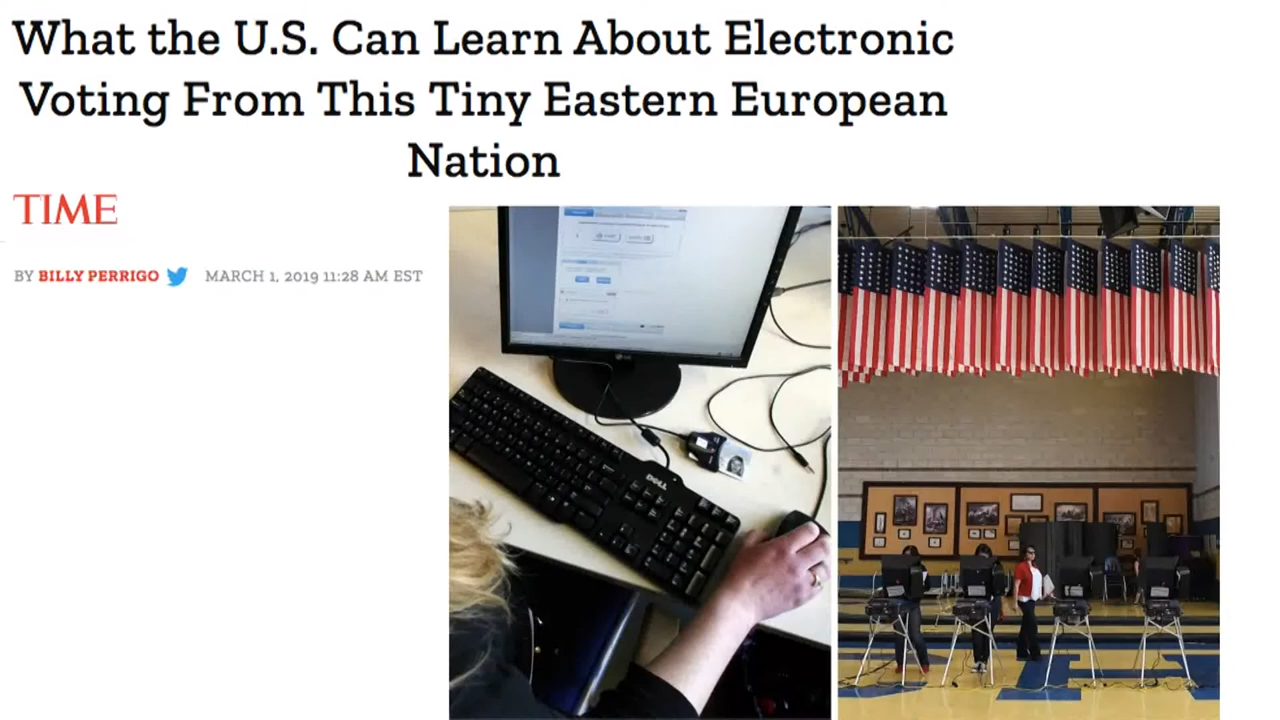 What the U.S. Can Learn About Electronic
Voting From This Tiny Eastern European
Nation
TIME
BY BILLY PERRIGO MARCH 1, 2019 11:28 AM EST
DELL